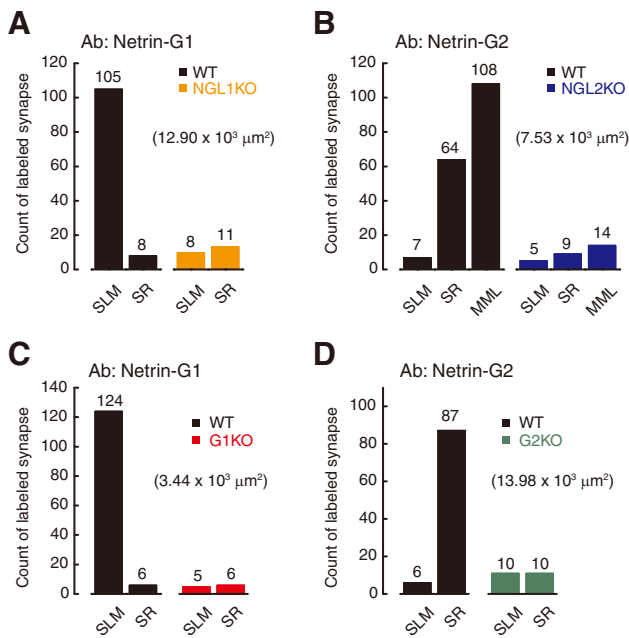 A
Ab: Netrin-G1
Count of labeled synapse
120
100
80
60
40
20
0
105
8
8
11
WT
NGL1KO
(12.90 x 10³ μm²)
SLM SR SLM SR
B
Ab: Netrin-G2
Count of labeled synapse
120
100
80
60
40
20
0
7
64
108
5
9
14
WT
NGL2KO
(7.53 x 10³ μm²)
SLM SR MML SLM SR MML
C
Ab: Netrin-G1
Count of labeled synapse
140
120
100
80
60
40
20
0
124
6
5
6
WT
G1KO
(3.44 x 10³ μm²)
SLM SR SLM SR
D
Ab: Netrin-G2
Count of labeled synapse
100
80
60
40
20
0
6
87
10
10
WT
G2KO
(13.98 x 10³ μm²)
SLM SR SLM SR